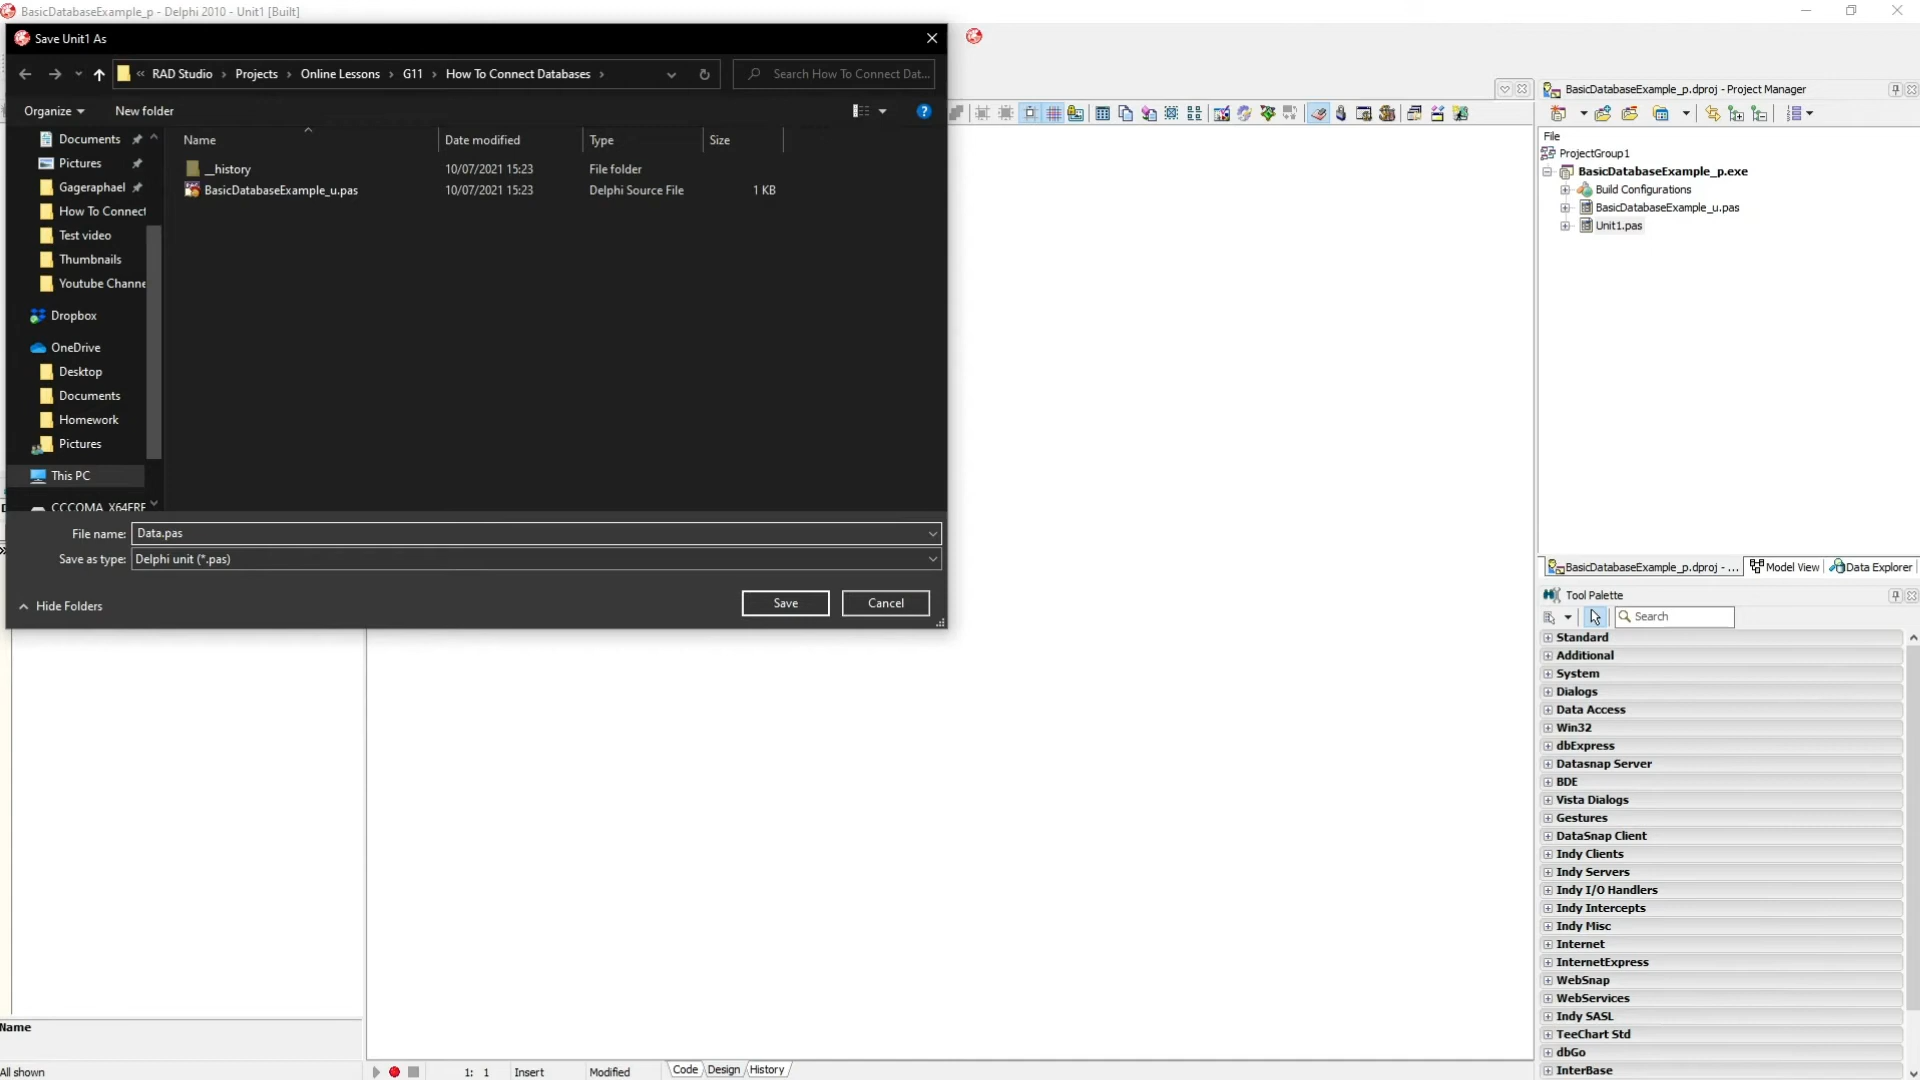 BasicDatabaseExample_p - Delphi 2010 - Unit1 [Built]
Save Unit1 As
« RAD Studio › Projects › Online Lessons › G11 › How To Connect Databases ›
Search How To Connect Dat...
Organize
New folder
Documents
Pictures
Gageraphael
How To Connect
Test video
Thumbnails
Youtube Channe
Dropbox
OneDrive
Desktop
Documents
Homework
Pictures
This PC
CCCOMA_X64FRE
Name Date modified Type Size
__history 10/07/2021 15:23 File folder
BasicDatabaseExample_u.pas 10/07/2021 15:23 Delphi Source File 1 KB
File name: Data.pas
Save as type: Delphi unit (*.pas)
Hide Folders
Save
Cancel
BasicDatabaseExample_p.dproj - Project Manager
File
ProjectGroup1
BasicDatabaseExample_p.exe
Build Configurations
BasicDatabaseExample_u.pas
Unit1.pas
BasicDatabaseExample_p.dproj - ...
Model View
Data Explorer
Tool Palette
Search
Standard
Additional
System
Dialogs
Data Access
Win32
dbExpress
Datasnap Server
BDE
Vista Dialogs
Gestures
DataSnap Client
Indy Clients
Indy Servers
Indy I/O Handlers
Indy Intercepts
Indy Misc
Internet
InternetExpress
WebSnap
WebServices
Indy SASL
TeeChart Std
dbGo
InterBase
Name
All shown
1: 1
Insert
Modified
Code
Design
History